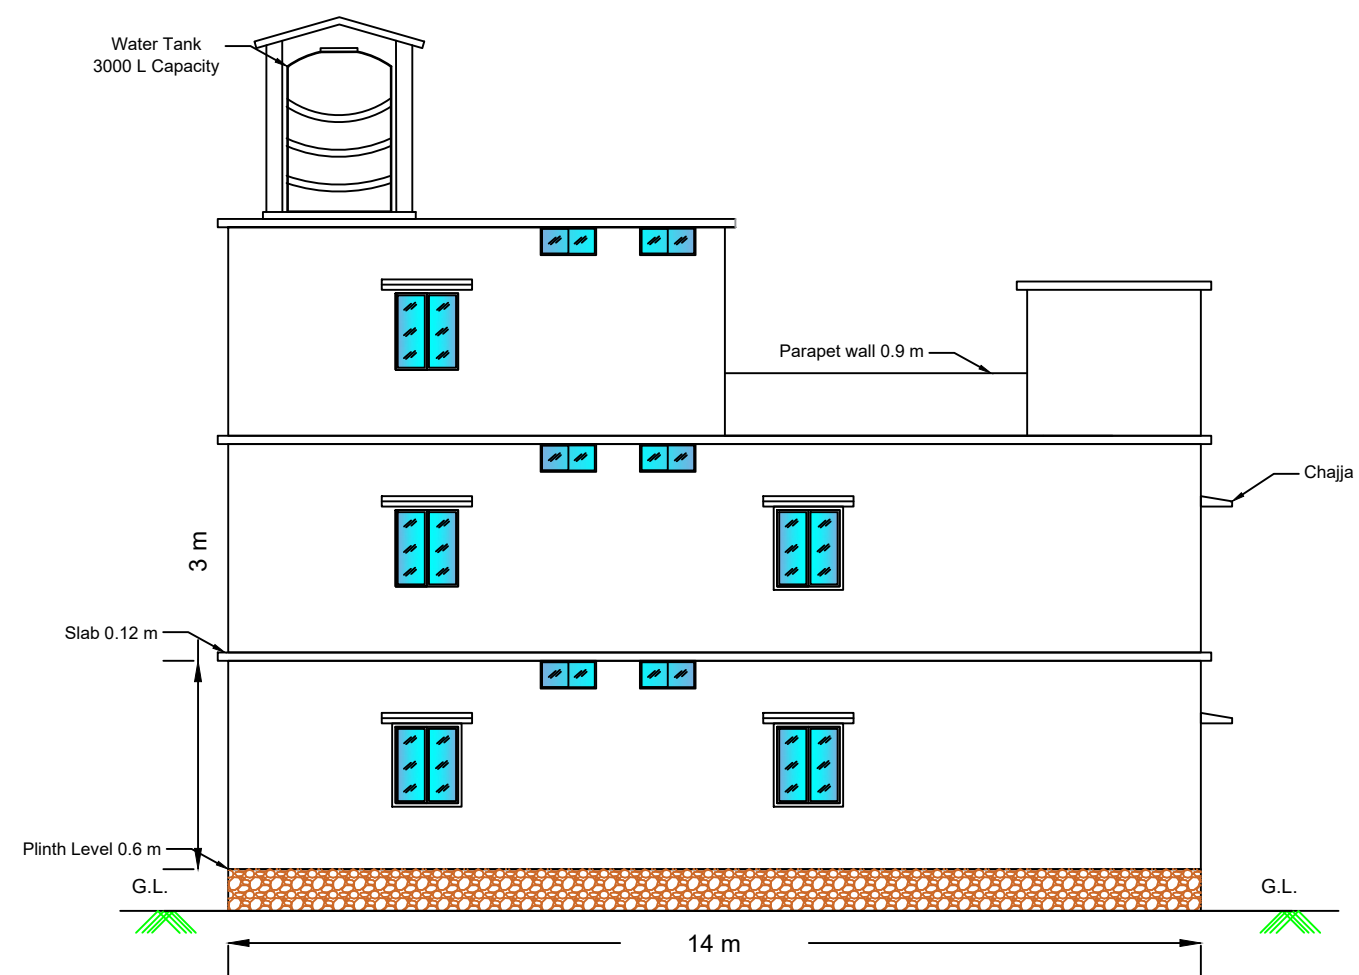 Water Tank
3000 L Capacity
Parapet wall 0.9 m
Chajja
3 m
Slab 0.12 m
Plinth Level 0.6 m
G.L.
G.L.
14 m